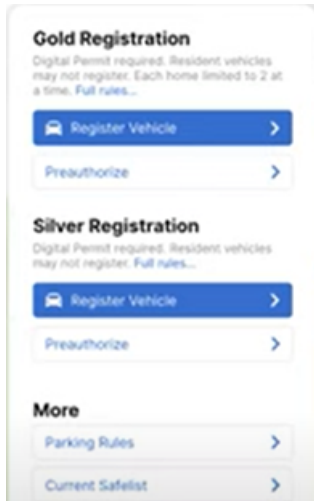 Gold Registration
Digital Permit required. Resident vehicles
may not register. Each home limited to 2 at
a time. Full rules...
Register Vehicle
Preauthorize
Silver Registration
Digital Permit required. Resident vehicles
may not register. Full rules...
Register Vehicle
Preauthorize
More
Parking Rules
Current Safelist